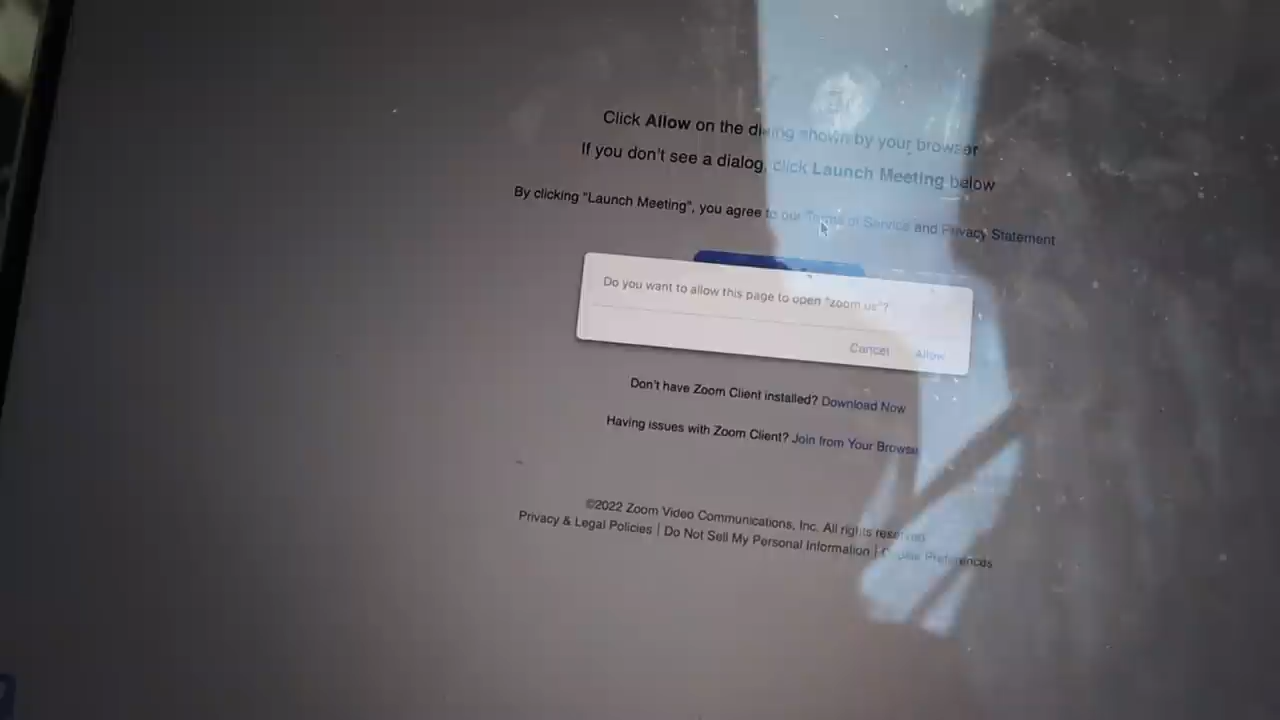 Click Allow on the dialog shown by your browser
If you don't see a dialog, click Launch Meeting below
By clicking "Launch Meeting", you agree to our Terms of Service and Privacy Statement
Do you want to allow this page to open "zoom.us"?
Cancel Allow
Don't have Zoom Client installed? Download Now
Having issues with Zoom Client? Join from Your Browser
©2022 Zoom Video Communications, Inc. All rights reserved.
Privacy & Legal Policies | Do Not Sell My Personal Information | Cookie Preferences